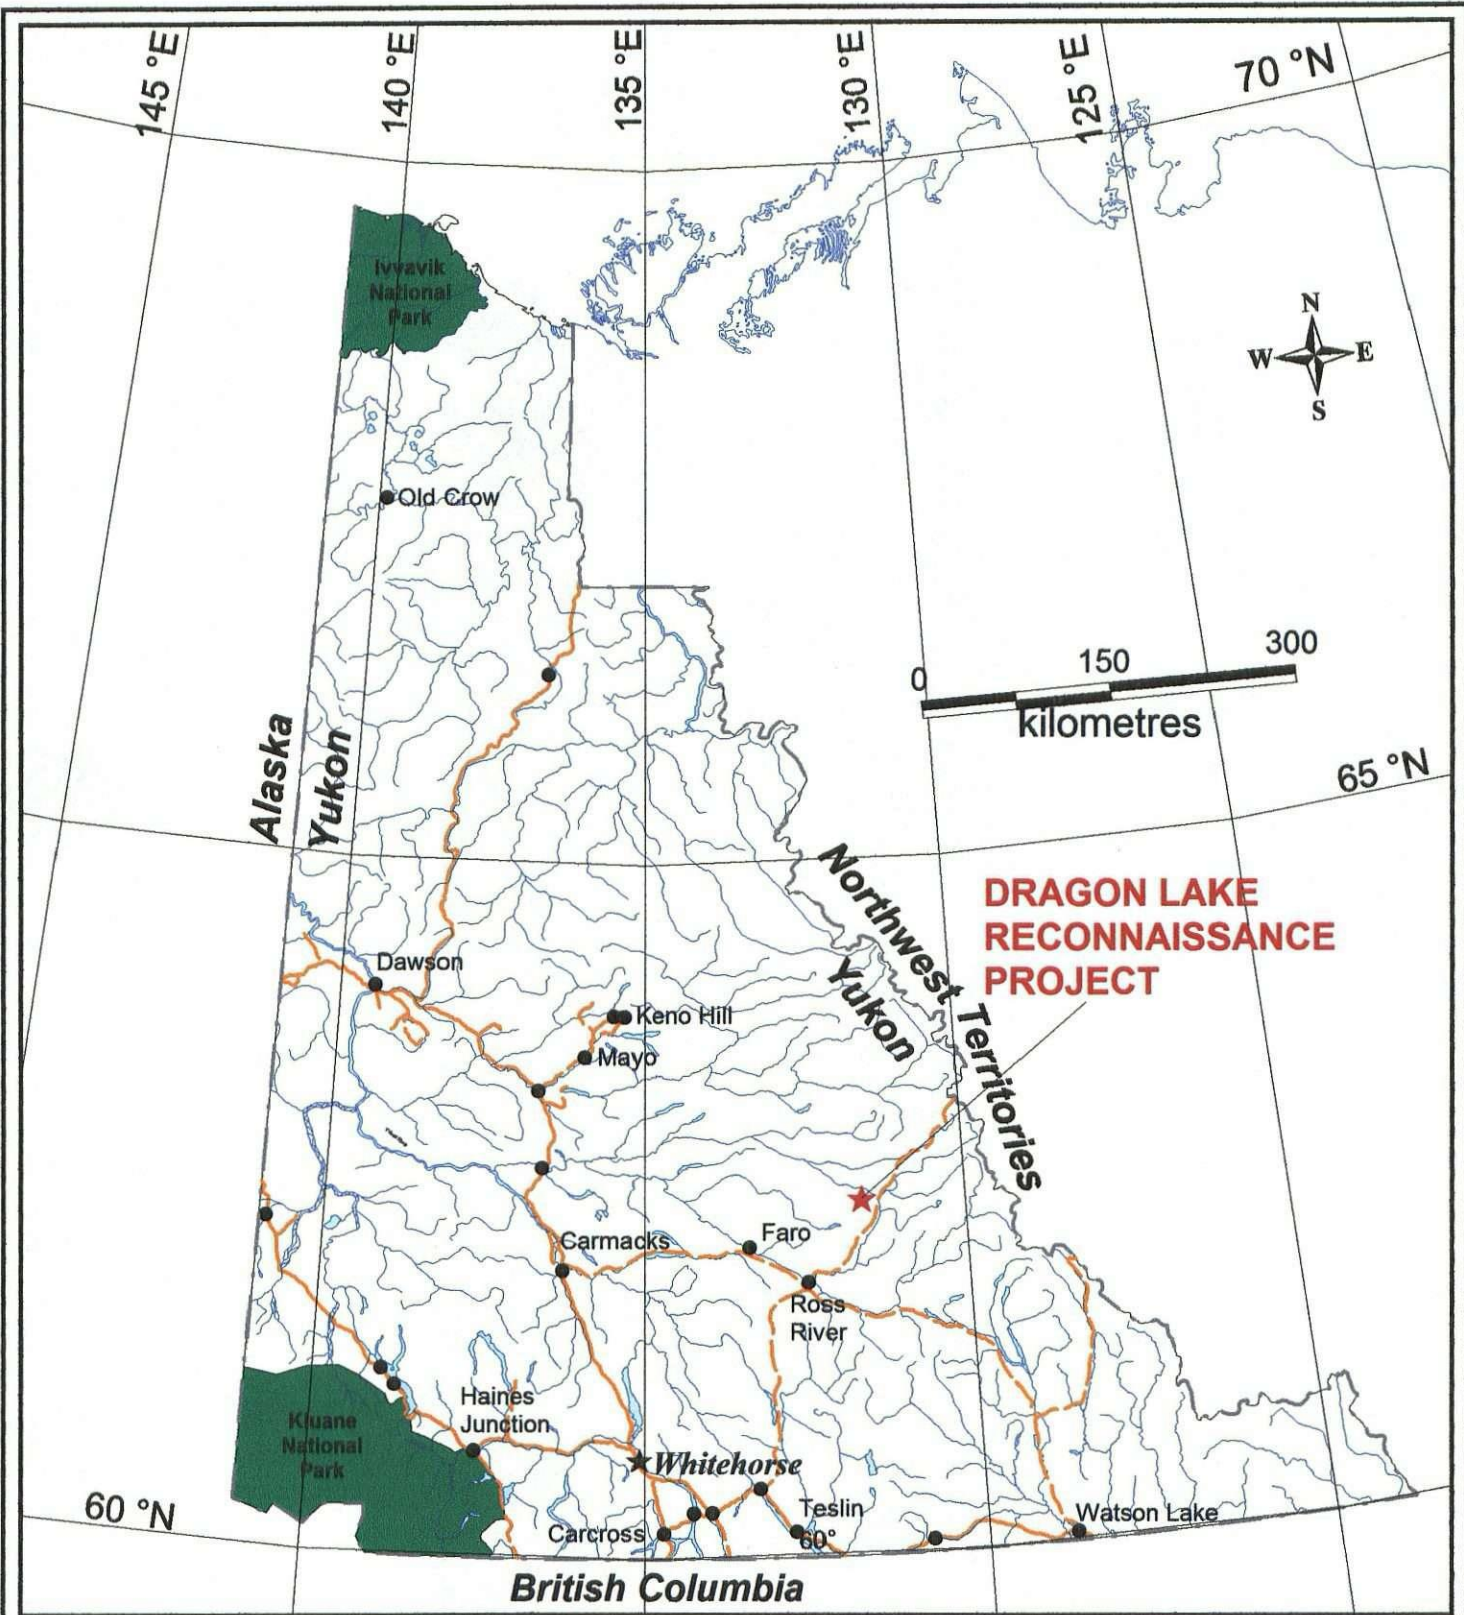 145 °E
140 °E
135 °E
130 °E
125 °E
70 °N
Ivvavik
National
Park
N
W E
S
Old Crow
0 150 300
kilometres
Alaska
Yukon
65 °N
Northwest Territories
Yukon
DRAGON LAKE
RECONNAISSANCE
PROJECT
Dawson
Keno Hill
Mayo
Carmacks
Faro
Ross
River
Haines
Junction
Kluane
National
Park
Whitehorse
60 °N
Teslin
60°
Watson Lake
Carcross
British Columbia